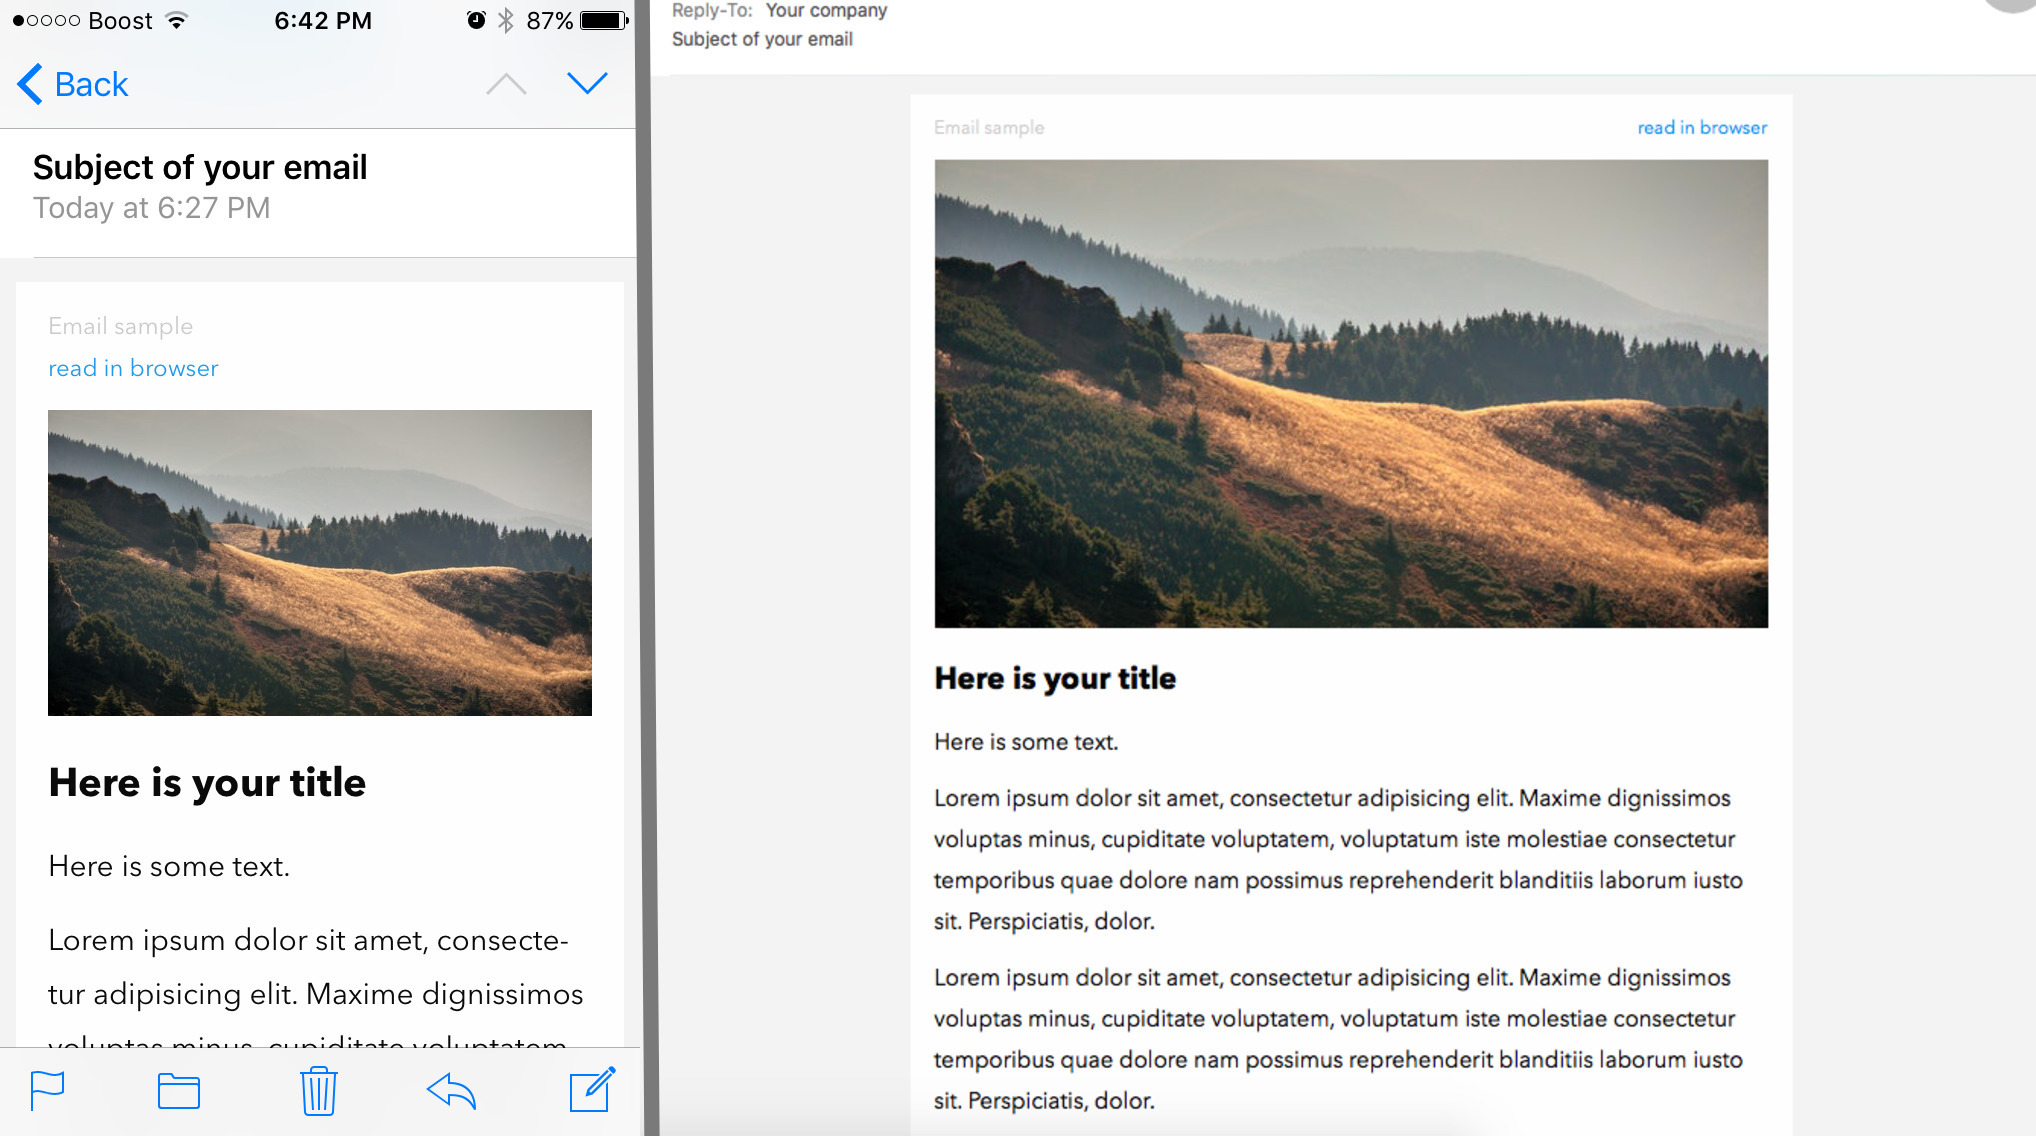 Boost 6:42 PM 87%
Back
Subject of your email
Today at 6:27 PM
Email sample
read in browser
Here is your title
Here is some text.
Lorem ipsum dolor sit amet, consecte-
tur adipisicing elit. Maxime dignissimos
voluptas minus, cupiditate voluptatem,
Reply-To: Your company
Subject of your email
Email sample
read in browser
Here is your title
Here is some text.
Lorem ipsum dolor sit amet, consectetur adipisicing elit. Maxime dignissimos
voluptas minus, cupiditate voluptatem, voluptatum iste molestiae consectetur
temporibus quae dolore nam possimus reprehenderit blanditiis laborum iusto
sit. Perspiciatis, dolor.
Lorem ipsum dolor sit amet, consectetur adipisicing elit. Maxime dignissimos
voluptas minus, cupiditate voluptatem, voluptatum iste molestiae consectetur
temporibus quae dolore nam possimus reprehenderit blanditiis laborum iusto
sit. Perspiciatis, dolor.